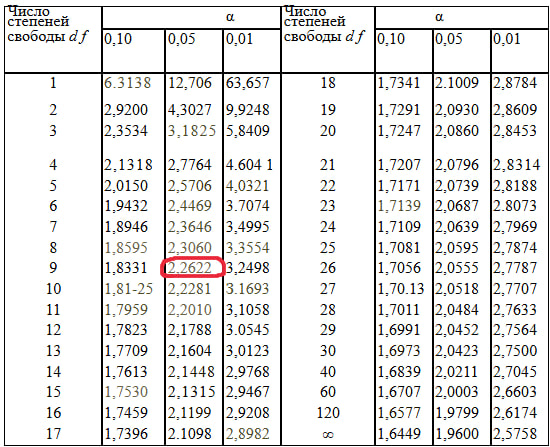 Число степеней свободы d f α Число степеней свободы d f α
0,10 0,05 0,01 0,10 0,05 0,01
1 6.3138 12,706 63,657 18 1,7341 2.1009 2,8784
2 2,9200 4,3027 9,9248 19 1,7291 2,0930 2,8609
3 2,3534 3,1825 5,8409 20 1,7247 2,0860 2,8453
4 2,1318 2,7764 4.604 1 21 1,7207 2,0796 2,8314
5 2,0150 2,5706 4,0321 22 1,7171 2,0739 2,8188
6 1,9432 2,4469 3.7074 23 1,7139 2,0687 2.8073
7 1,8946 2,3646 3,4995 24 1,7109 2,0639 2,7969
8 1,8595 2,3060 3,3554 25 1,7081 2,0595 2,7874
9 1,8331 2,2622 3,2498 26 1,7056 2,0555 2,7787
10 1,81-25 2,2281 3.1693 27 1,70.13 2,0518 2,7707
11 1,7959 2,2010 3,1058 28 1,7011 2,0484 2,7633
12 1,7823 2,1788 3.0545 29 1,6991 2,0452 2,7564
13 1,7709 2,1604 3,0123 30 1,6973 2,0423 2,7500
14 1,7613 2,1448 2,9768 40 1,6839 2,0211 2,7045
15 1,7530 2,1315 2,9467 60 1,6707 2,0003 2,6603
16 1,7459 2,1199 2,9208 120 1,6577 1,9799 2,6174
17 1,7396 2.1098 2,8982 ∞ 1,6449 1,9600 2,5758